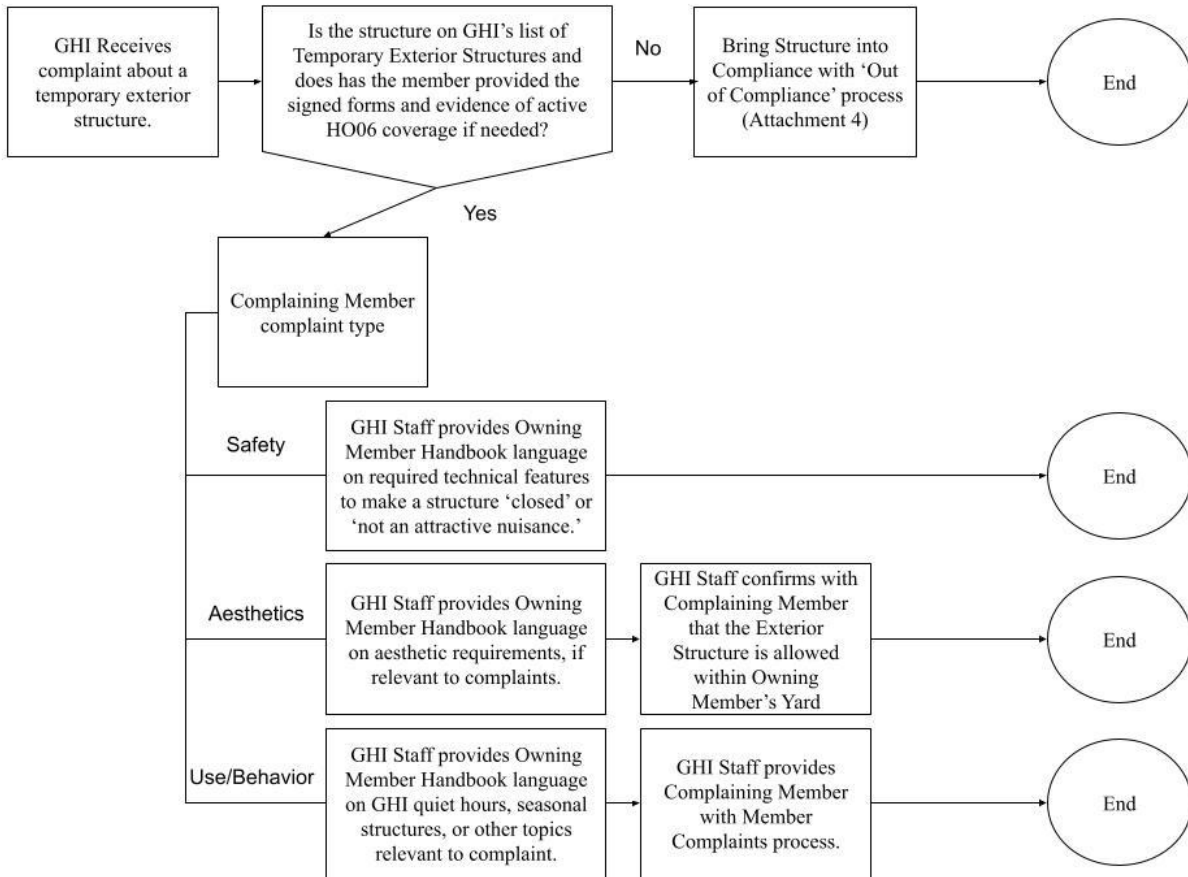 GHI Receives
complaint about a
temporary exterior
structure.
Is the structure on GHI's list of
Temporary Exterior Structures and
does has the member provided the
signed forms and evidence of active
HO06 coverage if needed?
No
Bring Structure into
Compliance with 'Out
of Compliance' process
(Attachment 4)
End
Yes
Complaining Member
complaint type
Safety
GHI Staff provides Owning
Member Handbook language
on required technical features
to make a structure 'closed' or
'not an attractive nuisance.'
End
Aesthetics
GHI Staff provides Owning
Member Handbook language
on aesthetic requirements, if
relevant to complaints.
GHI Staff confirms with
Complaining Member
that the Exterior
Structure is allowed
within Owning
Member's Yard
End
Use/Behavior
GHI Staff provides Owning
Member Handbook language
on GHI quiet hours, seasonal
structures, or other topics
relevant to complaint.
GHI Staff provides
Complaining Member
with Member
Complaints process.
End